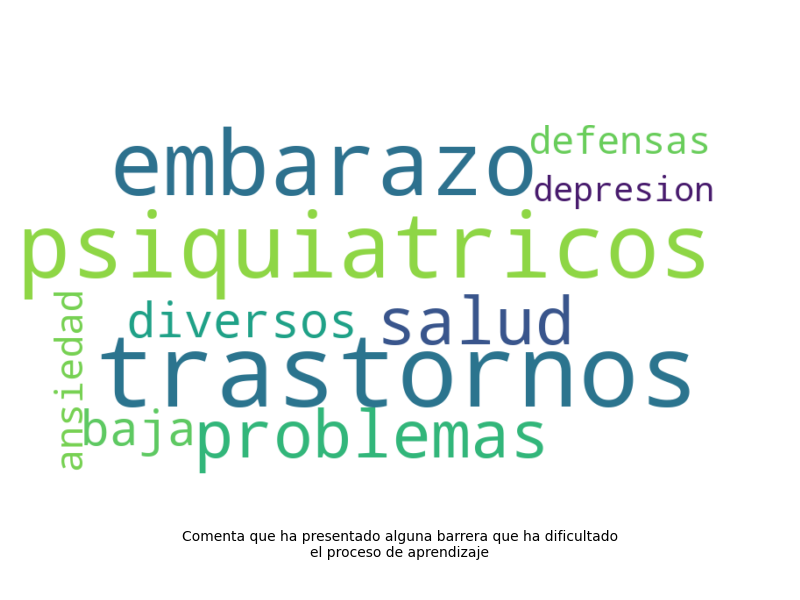 embarazo
defensas
depresion
psiquiatricos
ansiedad
diversos
salud
trastornos
baja
problemas
Comenta que ha presentado alguna barrera que ha dificultado
el proceso de aprendizaje